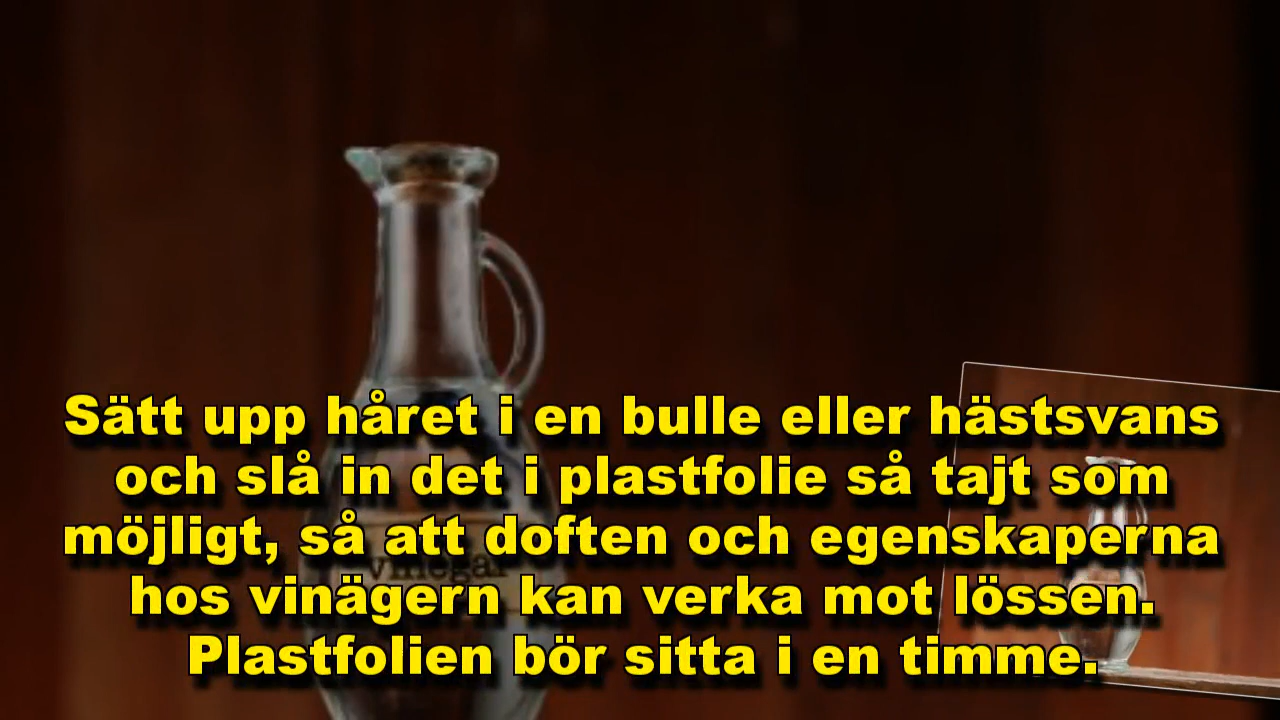 Sätt upp håret i en bulle eller hästsvans
och slå in det i plastfolie så tajt som
möjligt, så att doften och egenskaperna
hos vinägern kan verka mot lössen.
Plastfolien bör sitta i en timme.
vinegar